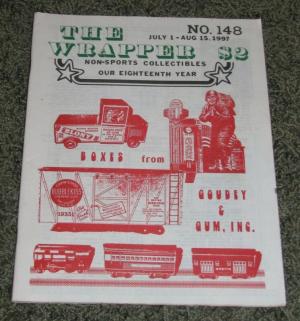 THE
WRAPPER
NO. 148
JULY 1 - AUG 15, 1997
$2
NON-SPORTS COLLECTIBLES
OUR EIGHTEENTH YEAR
BLONY
BOXES from
GOUDEY
&
GUM, INC.